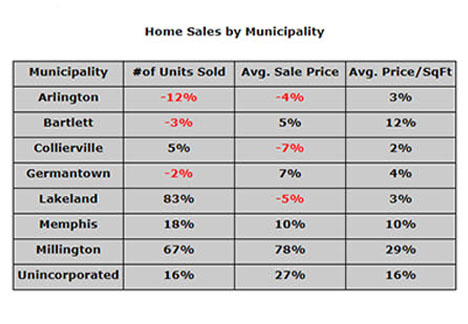 Home Sales by Municipality
Municipality #of Units Sold Avg. Sale Price Avg. Price/SqFt
Arlington -12% -4% 3%
Bartlett -3% 5% 12%
Collierville 5% -7% 2%
Germantown -2% 7% 4%
Lakeland 83% -5% 3%
Memphis 18% 10% 10%
Millington 67% 78% 29%
Unincorporated 16% 27% 16%